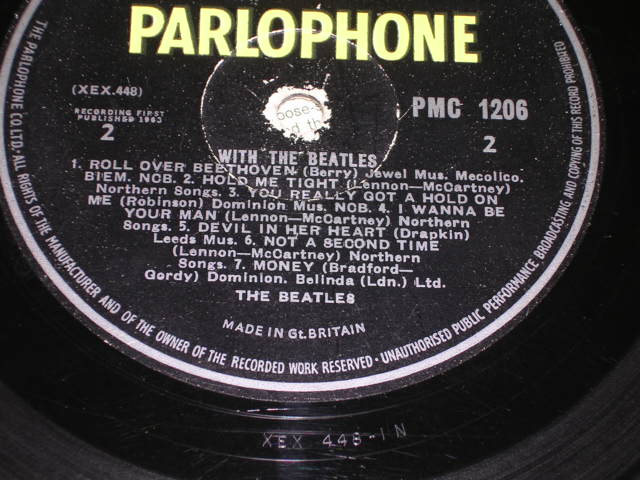 PARLOPHONE
(XEX.448)
PMC 1206
RECORDING FIRST
PUBLISHED 1963
2
2
WITH THE BEATLES
1. ROLL OVER BEETHOVEN (Berry) Jewel Mus. Mecolico.
BIEM. NCB. 2. HOLD ME TIGHT (Lennon—McCartney)
Northern Songs. 3. YOU REALLY GOT A HOLD ON
ME (Robinson) Dominion Mus. NCB. 4. I WANNA BE
YOUR MAN (Lennon—McCartney) Northern
Songs. 5. DEVIL IN HER HEART (Drapkin)
Leeds Mus. 6. NOT A SECOND TIME
(Lennon—McCartney) Northern
Songs. 7. MONEY (Bradford—
Gordy) Dominion. Belinda (Ldn.) Ltd.
THE BEATLES
MADE IN Gt. BRITAIN
THE PARLOPHONE CO.LTD. ALL RIGHTS OF THE MANUFACTURER AND OF THE OWNER OF THE RECORDED WORK RESERVED · UNAUTHORISED PUBLIC PERFORMANCE BROADCASTING AND COPYING OF THIS RECORD PROHIBITED
XEX 448-1N